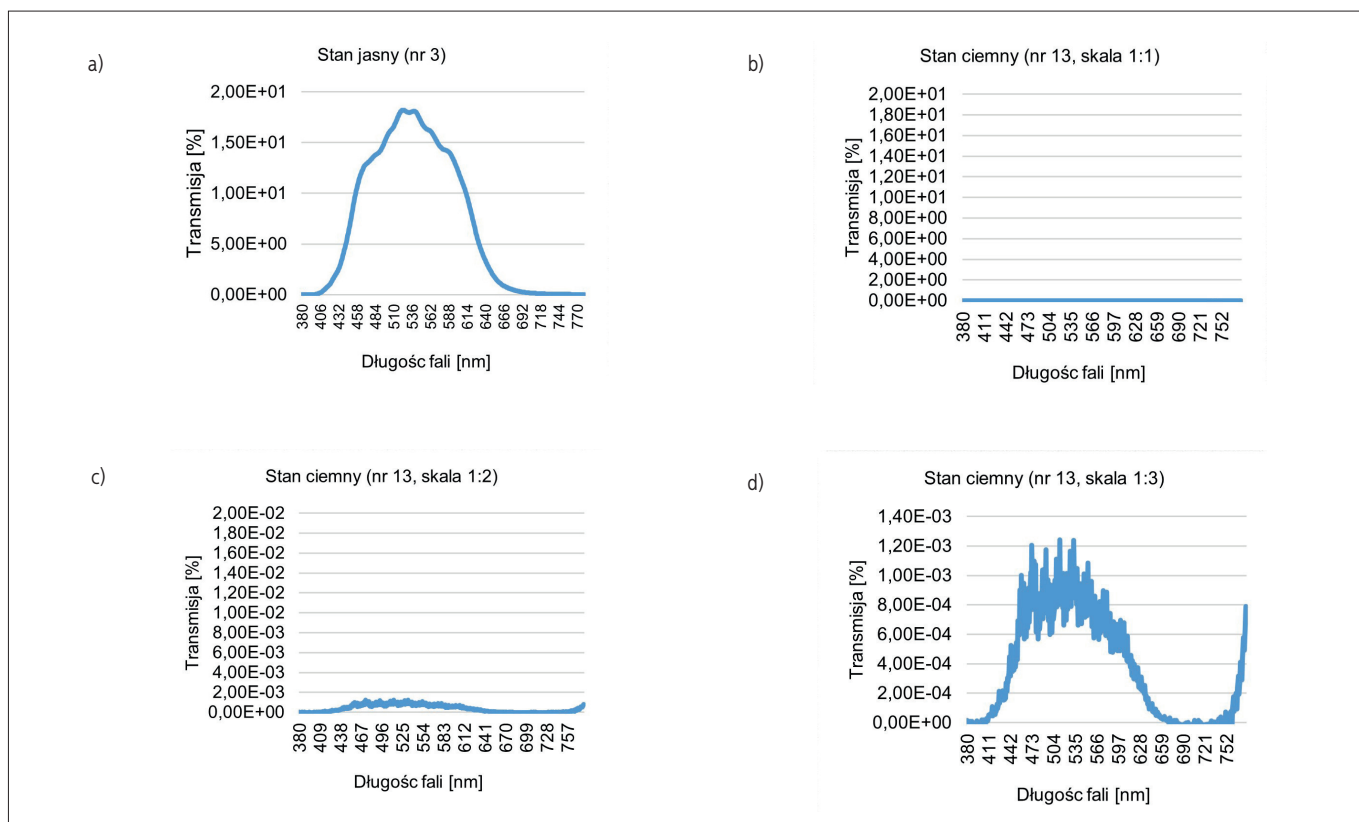 a)
Stan jasny (nr 3)
Transmisja [%]
2,00E+01
1,50E+01
1,00E+01
5,00E+00
0,00E+00
380 406 432 458 484 510 536 562 588 614 640 666 692 718 744 770
Długośc fali [nm]
b)
Stan ciemny (nr 13, skala 1:1)
Transmisja [%]
2,00E+01
1,80E+01
1,60E+01
1,40E+01
1,20E+01
1,00E+01
8,00E+00
6,00E+00
4,00E+00
2,00E+00
0,00E+00
380 411 442 473 504 535 566 597 628 659 690 721 752
Długośc fali [nm]
c)
Stan ciemny (nr 13, skala 1:2)
Transmisja [%]
2,00E-02
1,80E-02
1,60E-02
1,40E-02
1,20E-02
1,00E-02
8,00E-03
6,00E-03
4,00E-03
2,00E-03
0,00E+00
380 409 438 467 496 525 554 583 612 641 670 699 728 757
Długośc fali [nm]
d)
Stan ciemny (nr 13, skala 1:3)
Transmisja [%]
1,40E-03
1,20E-03
1,00E-03
8,00E-04
6,00E-04
4,00E-04
2,00E-04
0,00E+00
380 411 442 473 504 535 566 597 628 659 690 721 752
Długośc fali [nm]